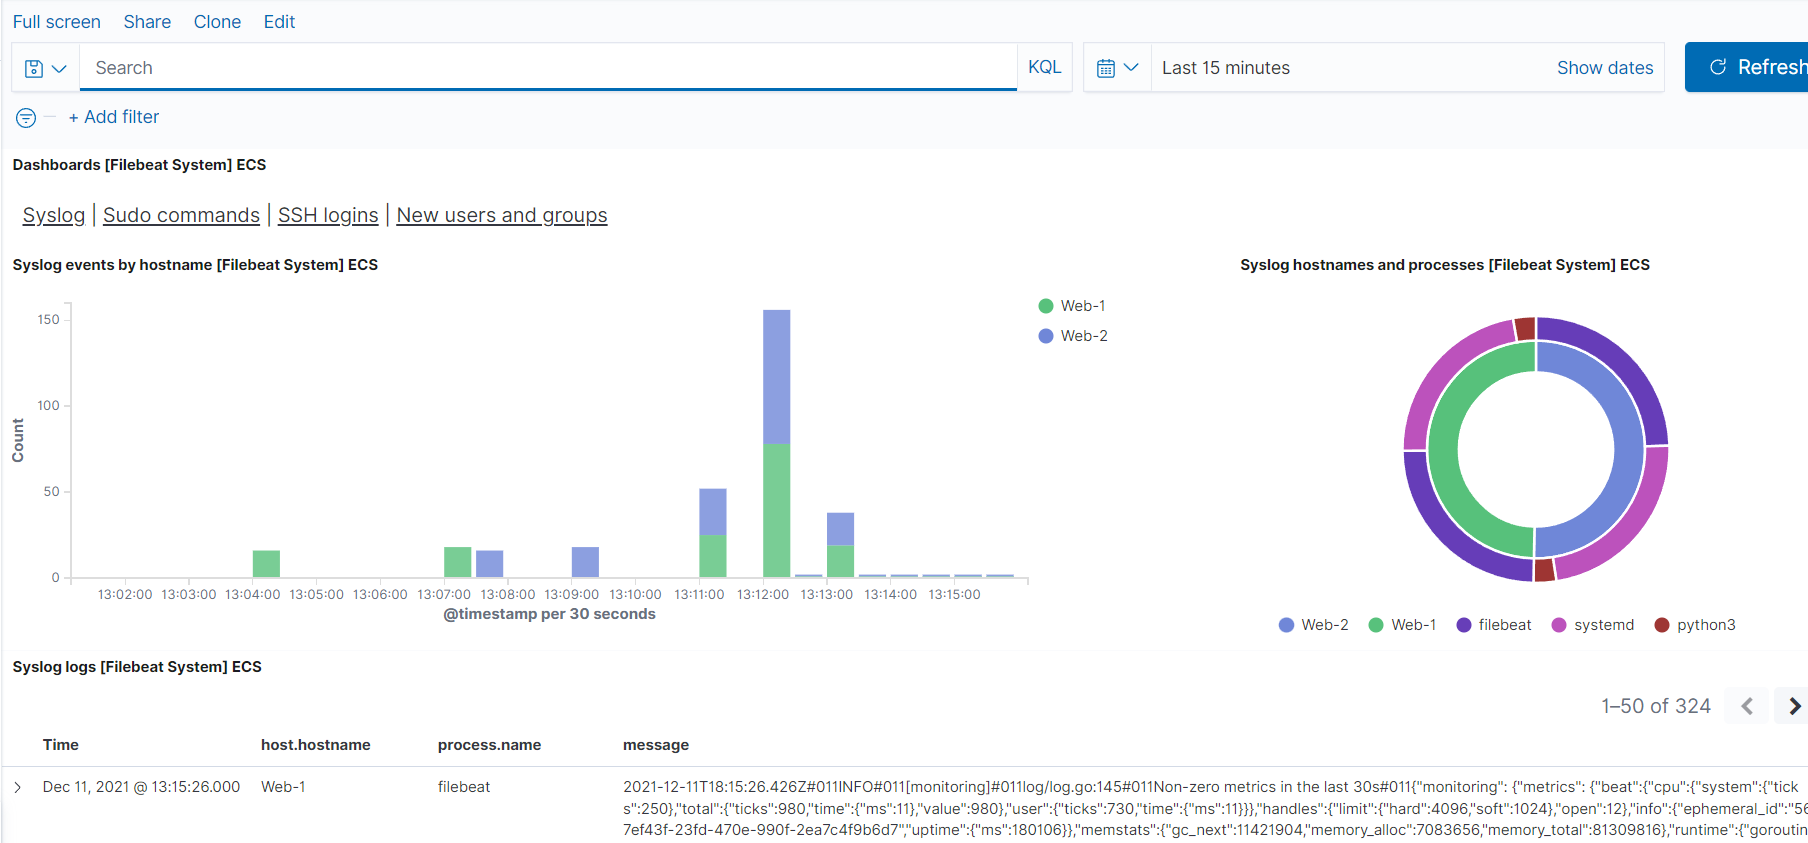 Full screen Share Clone Edit
Search KQL Last 15 minutes Show dates Refresh
+ Add filter
Dashboards [Filebeat System] ECS
Syslog | Sudo commands | SSH logins | New users and groups
Syslog events by hostname [Filebeat System] ECS
150
100
50
0
Count
13:02:00 13:03:00 13:04:00 13:05:00 13:06:00 13:07:00 13:08:00 13:09:00 13:10:00 13:11:00 13:12:00 13:13:00 13:14:00 13:15:00
@timestamp per 30 seconds
Web-1
Web-2
Syslog hostnames and processes [Filebeat System] ECS
Web-2 Web-1 filebeat systemd python3
Syslog logs [Filebeat System] ECS
1–50 of 324
Time host.hostname process.name message
Dec 11, 2021 @ 13:15:26.000 Web-1 filebeat 2021-12-11T18:15:26.426Z#011INFO#011[monitoring]#011log/log.go:145#011Non-zero metrics in the last 30s#011{"monitoring": {"metrics": {"beat":{"cpu":{"system":{"tick
s":250},"total":{"ticks":980,"time":{"ms":11},"value":980},"user":{"ticks":730,"time":{"ms":11}}},"handles":{"limit":{"hard":4096,"soft":1024},"open":12},"info":{"ephemeral_id":"56
7ef43f-23fd-470e-990f-2ea7c4f9b6d7","uptime":{"ms":180106}},"memstats":{"gc_next":11421904,"memory_alloc":7083656,"memory_total":81309816},"runtime":{"goroutin